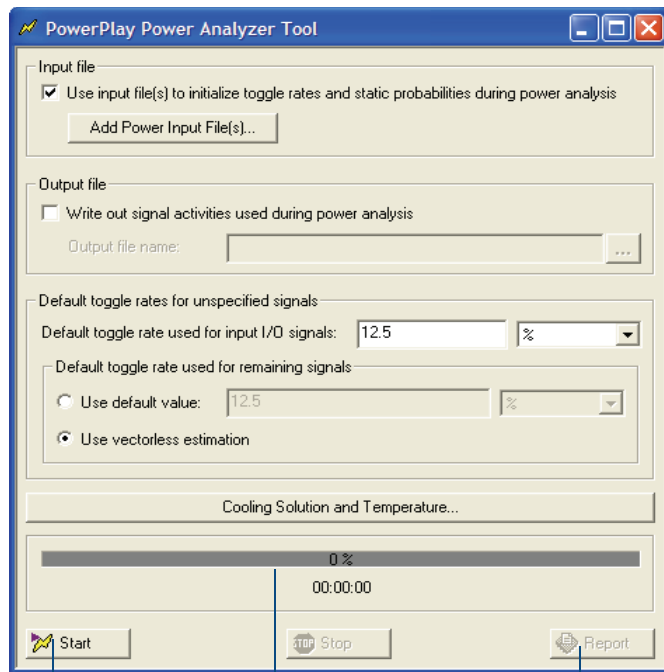 PowerPlay Power Analyzer Tool
Input file
Use input file(s) to initialize toggle rates and static probabilities during power analysis
Add Power Input File(s)...
Output file
Write out signal activities used during power analysis
Output file name:
...
Default toggle rates for unspecified signals
Default toggle rate used for input I/O signals: 12.5 %
Default toggle rate used for remaining signals
Use default value: 12.5 %
Use vectorless estimation
Cooling Solution and Temperature...
0 %
00:00:00
Start STOP Stop Report